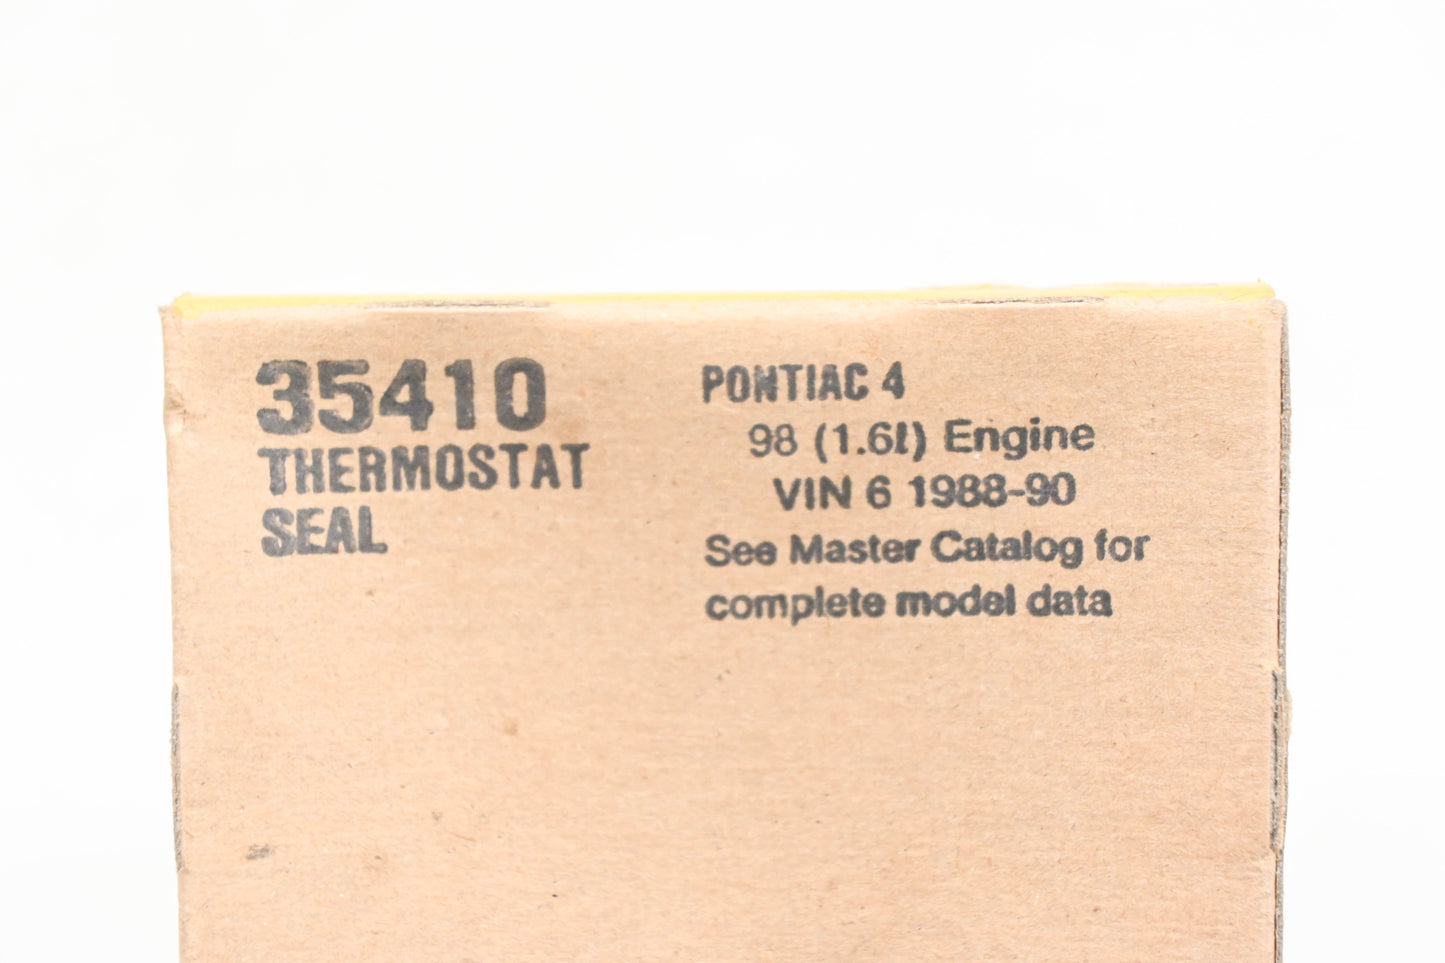 35410
THERMOSTAT
SEAL
PONTIAC 4
98 (1.6l) Engine
VIN 6 1988-90
See Master Catalog for
complete model data